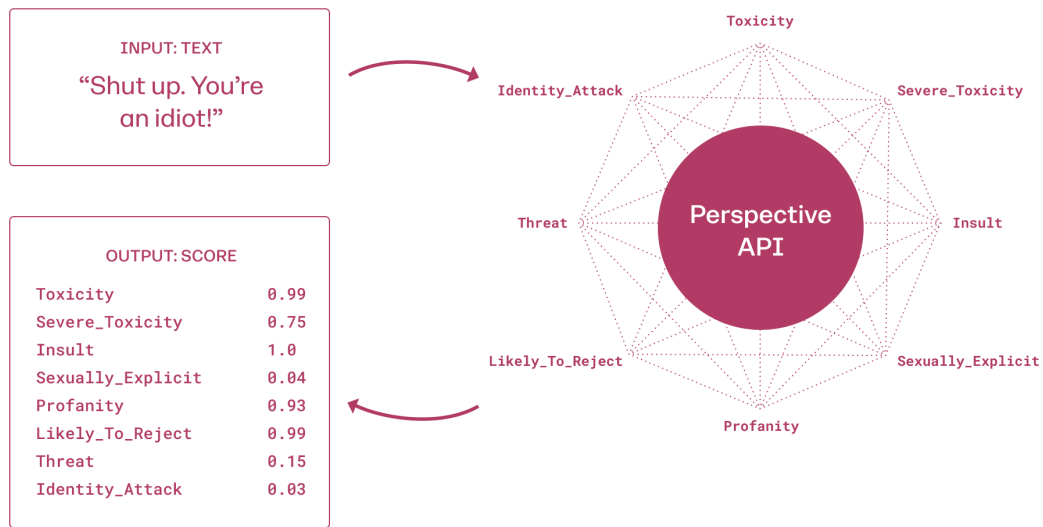 INPUT: TEXT
“Shut up. You’re
an idiot!”
Toxicity
Identity_Attack
Severe_Toxicity
Threat
Perspective
API
Insult
Likely_To_Reject
Sexually_Explicit
Profanity
OUTPUT: SCORE
Toxicity 0.99
Severe_Toxicity 0.75
Insult 1.0
Sexually_Explicit 0.04
Profanity 0.93
Likely_To_Reject 0.99
Threat 0.15
Identity_Attack 0.03